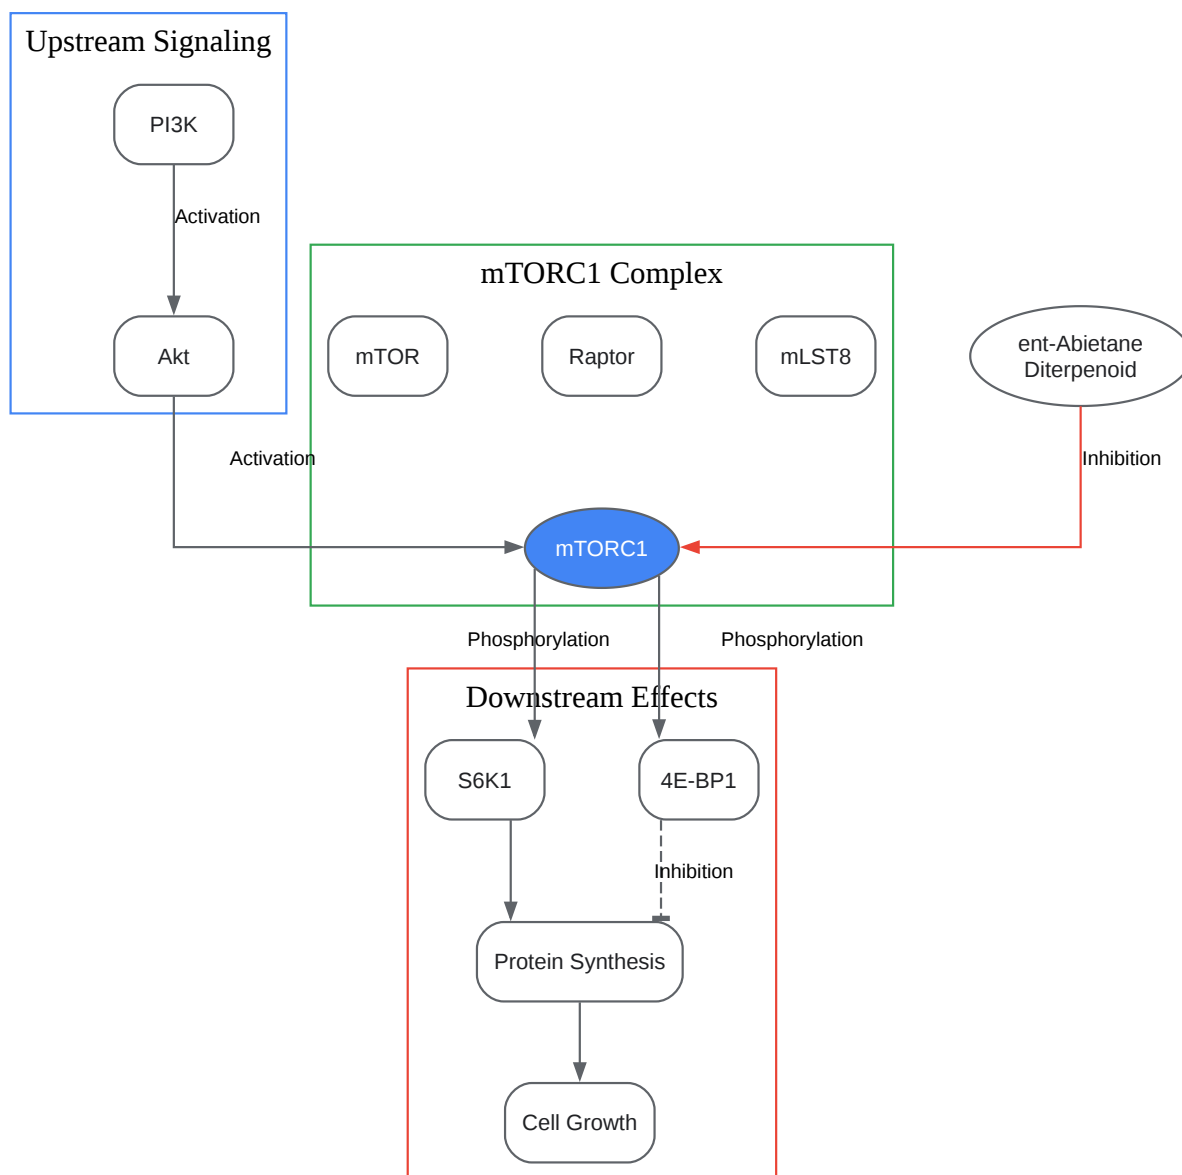 Upstream Signaling
PI3K
Activation
Akt
Activation
mTORC1 Complex
mTOR
Raptor
mLST8
ent-Abietane
Diterpenoid
Inhibition
mTORC1
Phosphorylation
Phosphorylation
Downstream Effects
S6K1
4E-BP1
Inhibition
Protein Synthesis
Cell Growth